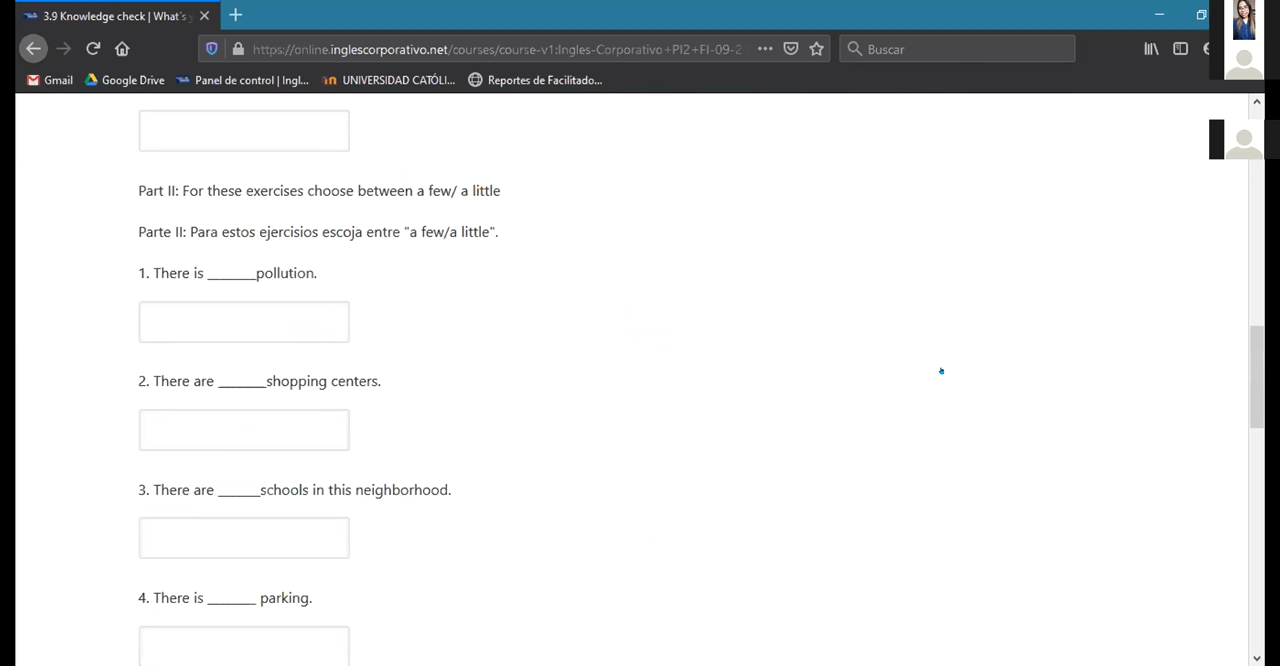 3.9 Knowledge check | What's
https://online.inglescorporativo.net/courses/course-v1:Ingles-Corporativo+PI2+FI-09-2
Buscar
Gmail
Google Drive
Panel de control | Ingl...
UNIVERSIDAD CATÓLI...
Reportes de Facilitado...
Part II: For these exercises choose between a few/ a little
Parte II: Para estos ejercisios escoja entre "a few/a little".
1. There is _______pollution.
2. There are _______shopping centers.
3. There are ______schools in this neighborhood.
4. There is _______ parking.